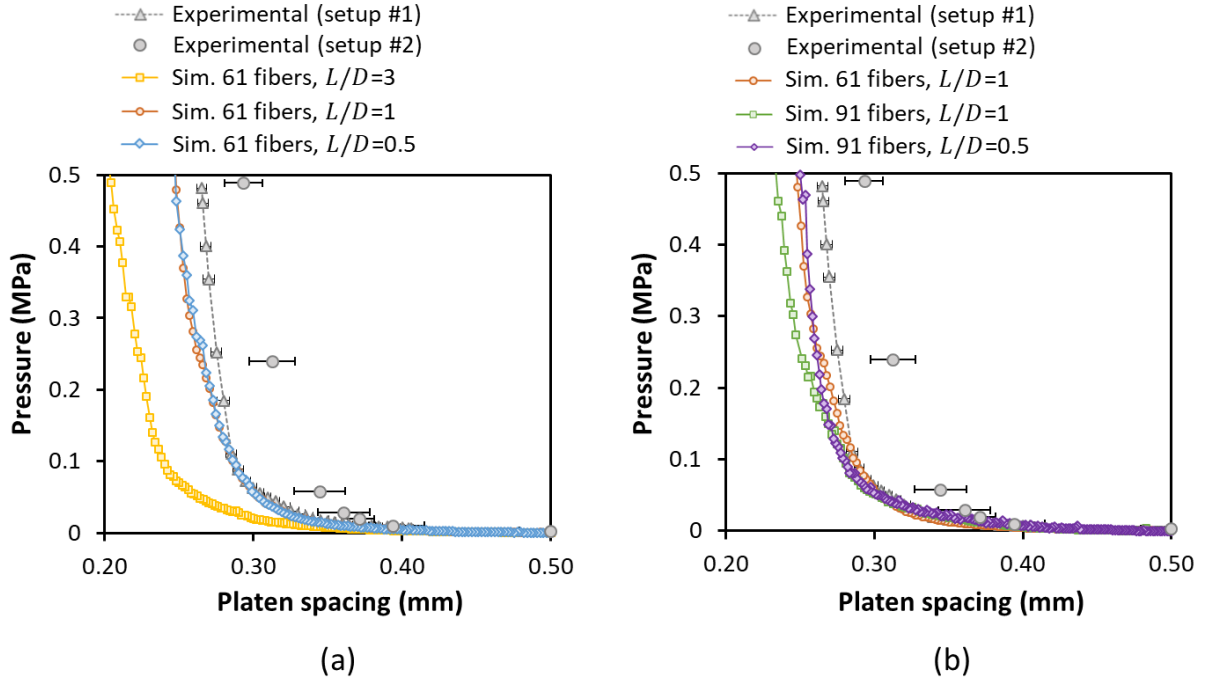 Experimental (setup #1)
Experimental (setup #2)
Sim. 61 fibers, L/D=3
Sim. 61 fibers, L/D=1
Sim. 61 fibers, L/D=0.5
0.5
0.4
0.3
0.2
0.1
0
Pressure (MPa)
0.20
0.30
0.40
0.50
Platen spacing (mm)
(a)
Experimental (setup #1)
Experimental (setup #2)
Sim. 61 fibers, L/D=1
Sim. 91 fibers, L/D=1
Sim. 91 fibers, L/D=0.5
0.5
0.4
0.3
0.2
0.1
0
Pressure (MPa)
0.20
0.30
0.40
0.50
Platen spacing (mm)
(b)